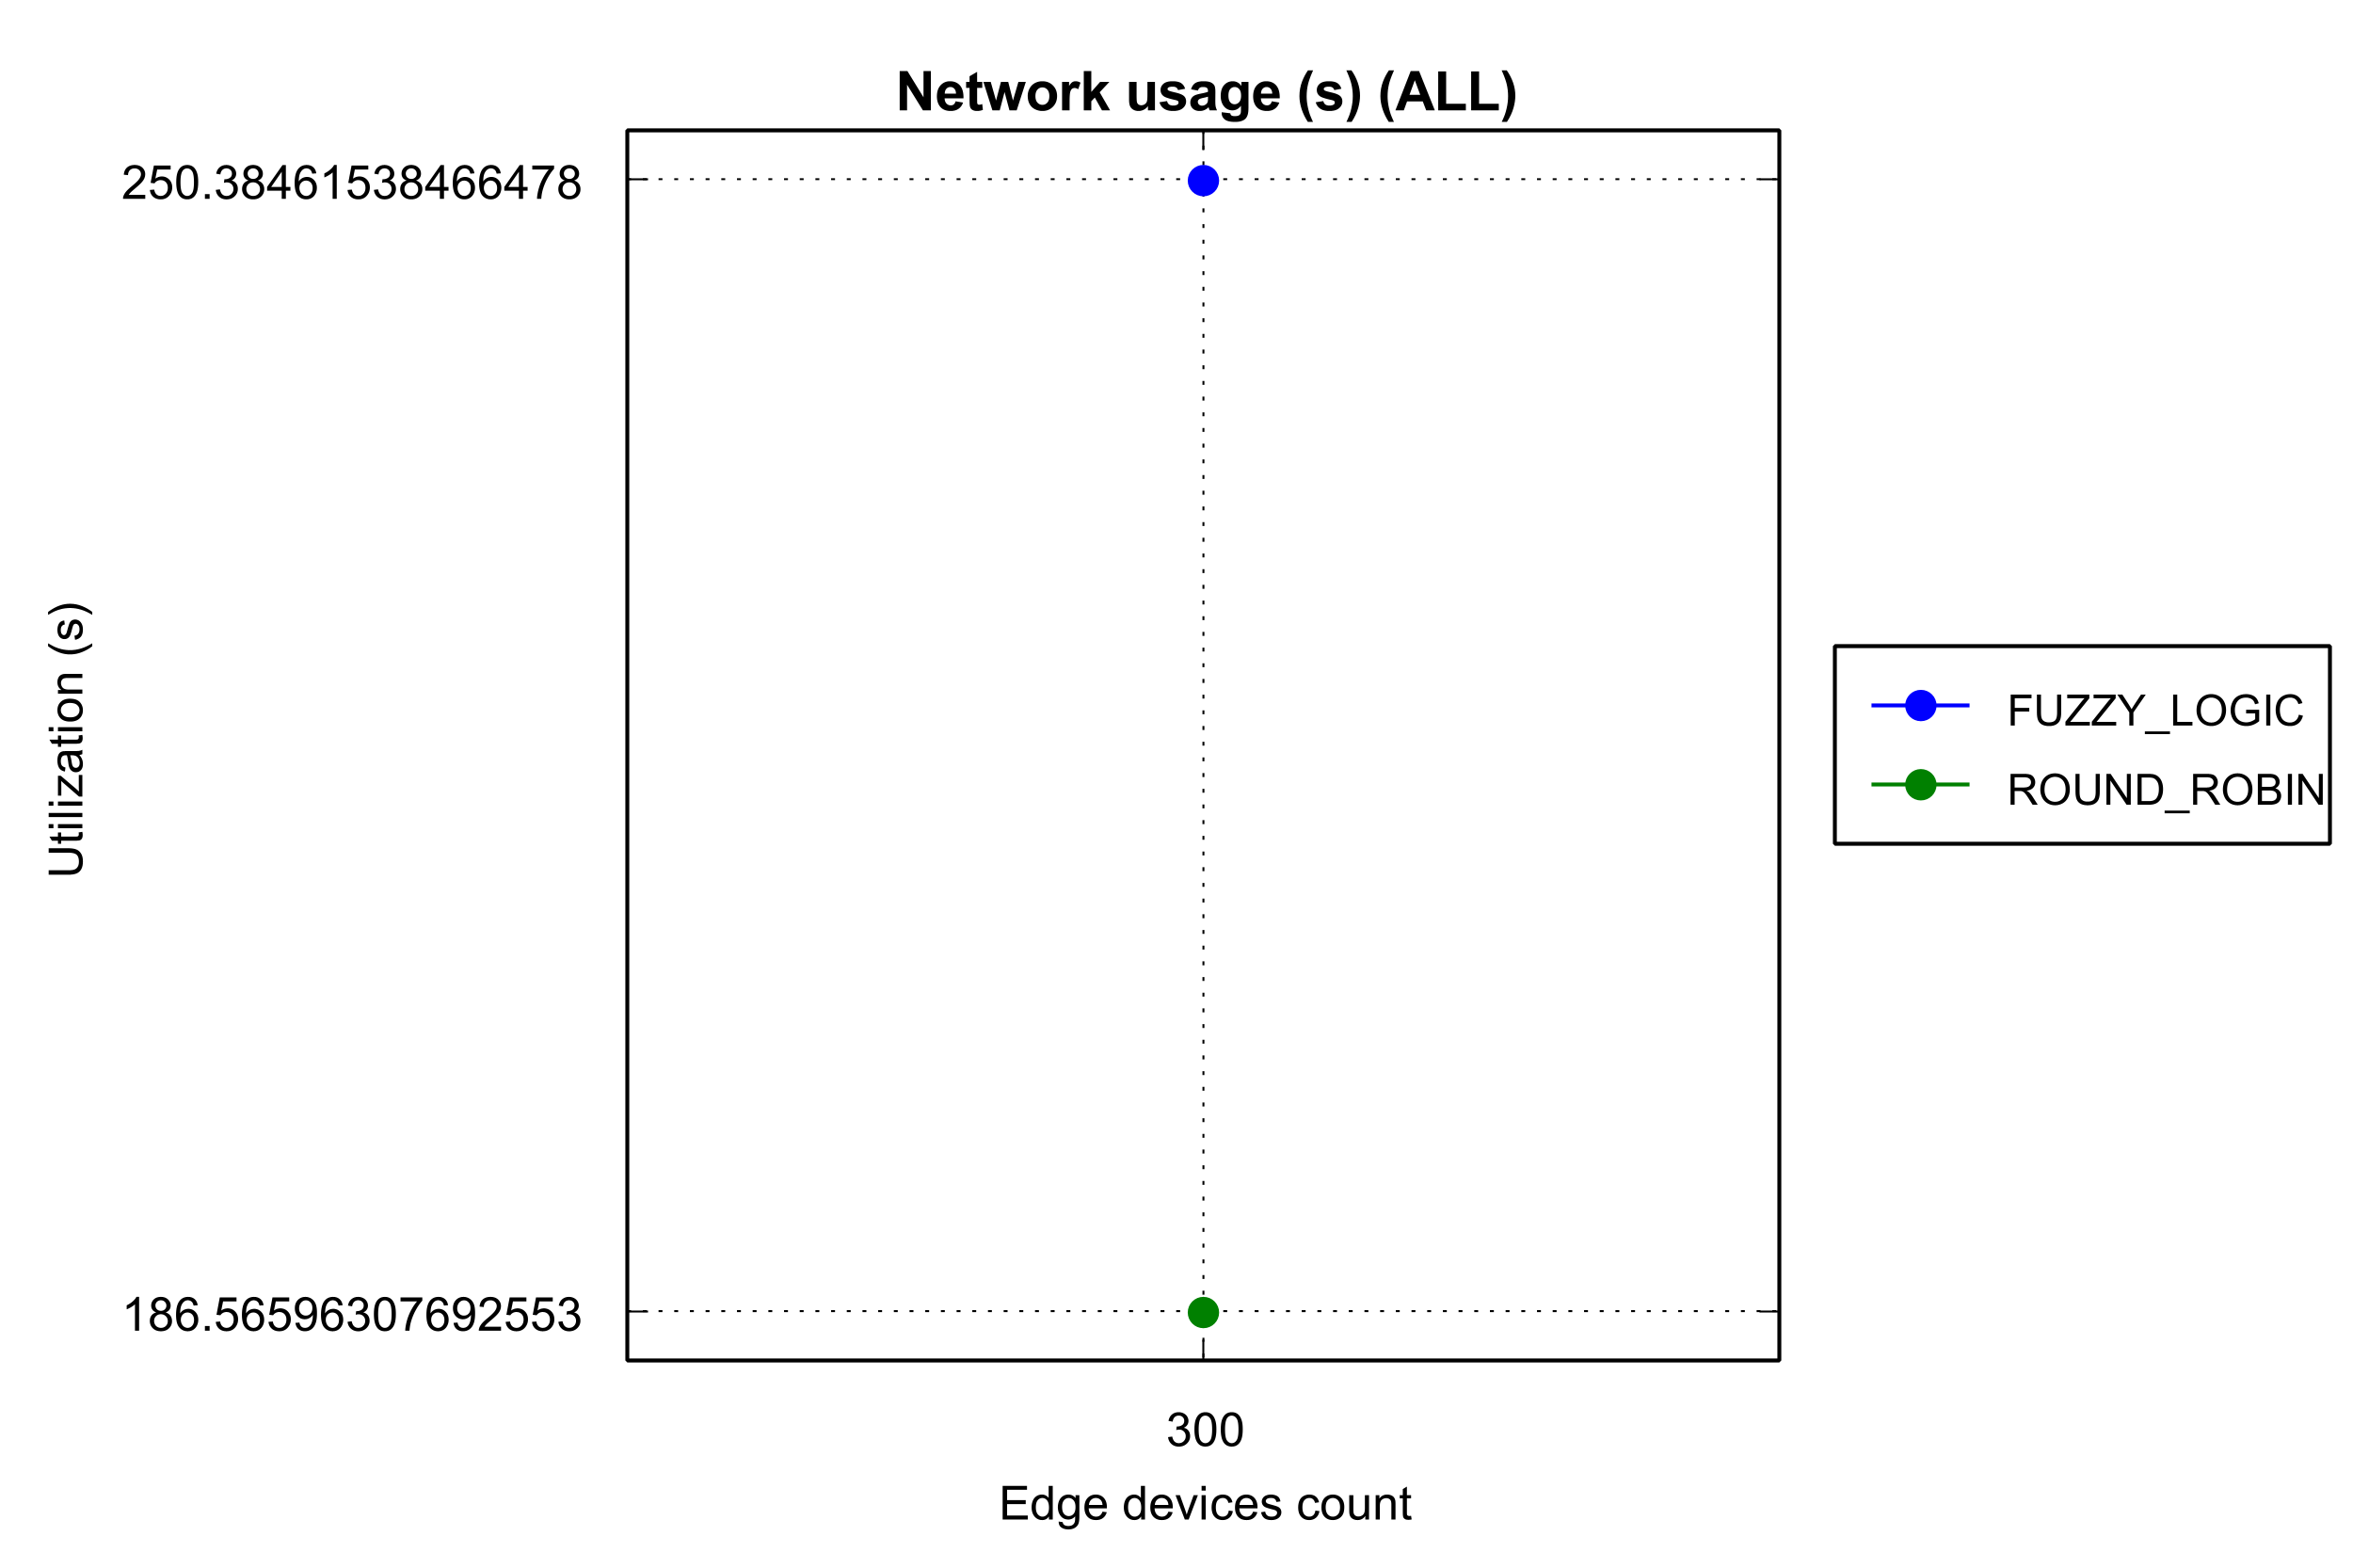 Network usage (s) (ALL)
250.38461538466478
Utilization (s)
FUZZY_LOGIC
ROUND_ROBIN
186.56596307692553
300
Edge devices count